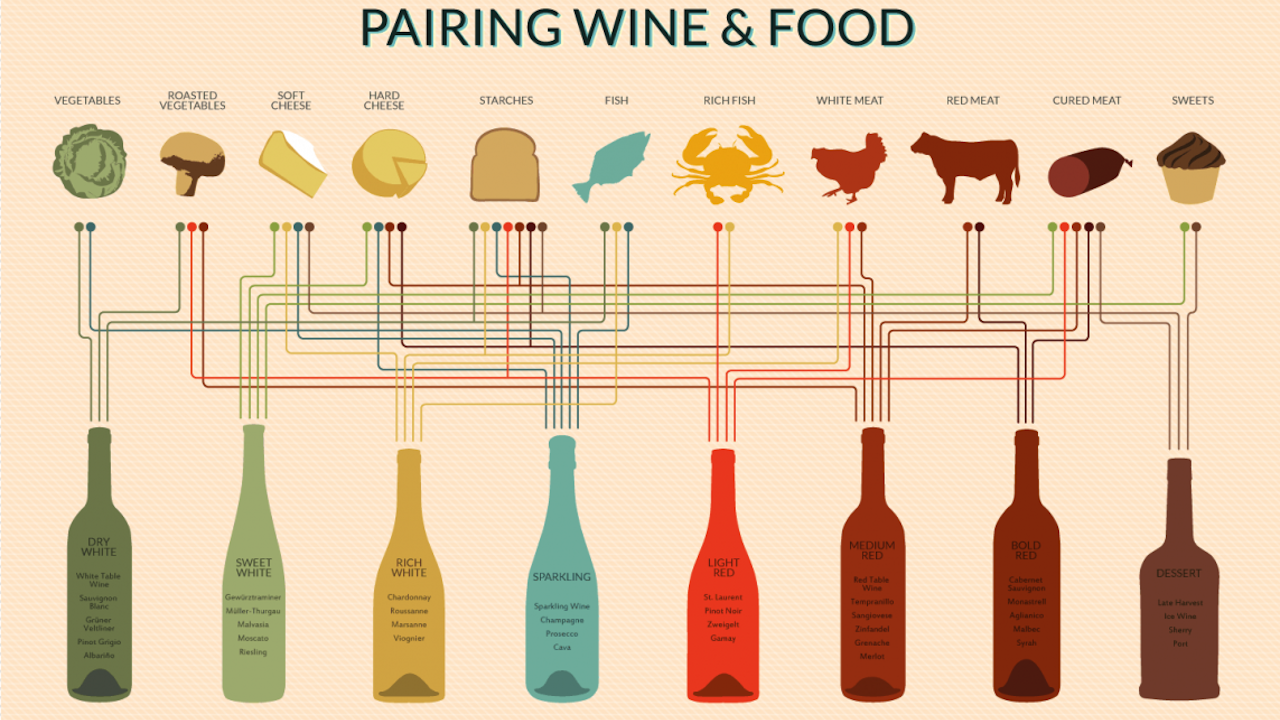 PAIRING WINE & FOOD
VEGETABLES
ROASTED
VEGETABLES
SOFT
CHEESE
HARD
CHEESE
STARCHES
FISH
RICH FISH
WHITE MEAT
RED MEAT
CURED MEAT
SWEETS
DRY
WHITE
White Table
Wine
Sauvignon
Blanc
Grüner
Veltliner
Pinot Grigio
Albariño
SWEET
WHITE
Gewürztraminer
Müller-Thurgau
Malvasia
Moscato
Riesling
RICH
WHITE
Chardonnay
Roussanne
Marsanne
Viognier
SPARKLING
Sparkling Wine
Champagne
Prosecco
Cava
LIGHT
RED
St. Laurent
Pinot Noir
Zweigelt
Gamay
MEDIUM
RED
Red Table
Wine
Tempranillo
Sangiovese
Zinfandel
Grenache
Merlot
BOLD
RED
Cabernet
Sauvignon
Monastrell
Aglianico
Malbec
Syrah
DESSERT
Late Harvest
Ice Wine
Sherry
Port